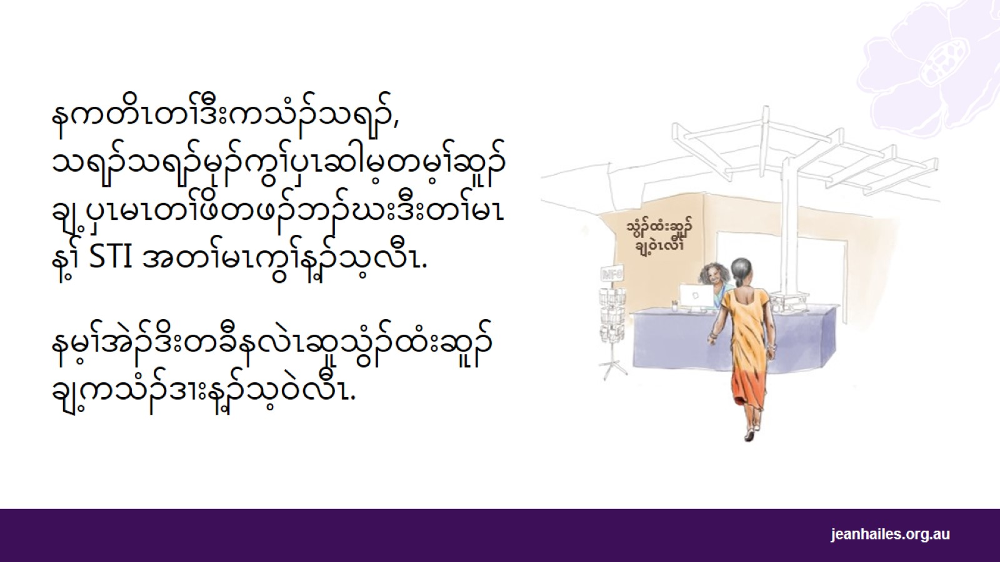 နကတိၤတၢ်ဒီးကသံၣ်သရၣ်,
သရၣ်သရၣ်မုၣ်ကွၢ်ပှၤဆါမ့တမ့ၢ်ဆူၣ်
ချ့ပှၤမၤတၢ်ဖိတဖၣ်ဘၣ်ဃးဒီးတၢ်မၤ
န့ၢ် STI အတၢ်မၤကွၢ်န့ၣ်သ့လီၤ.
နမ့ၢ်အဲၣ်ဒိးတခီနလဲၤဆူသွံၣ်ထံးဆူၣ်
ချ့ကသံၣ်ဒၢးန့ၣ်သ့ဝဲလီၤ.
သွံၣ်ထံးဆူၣ်
ချ့ဝဲၤလီၢ်
INFO
jeanhailes.org.au